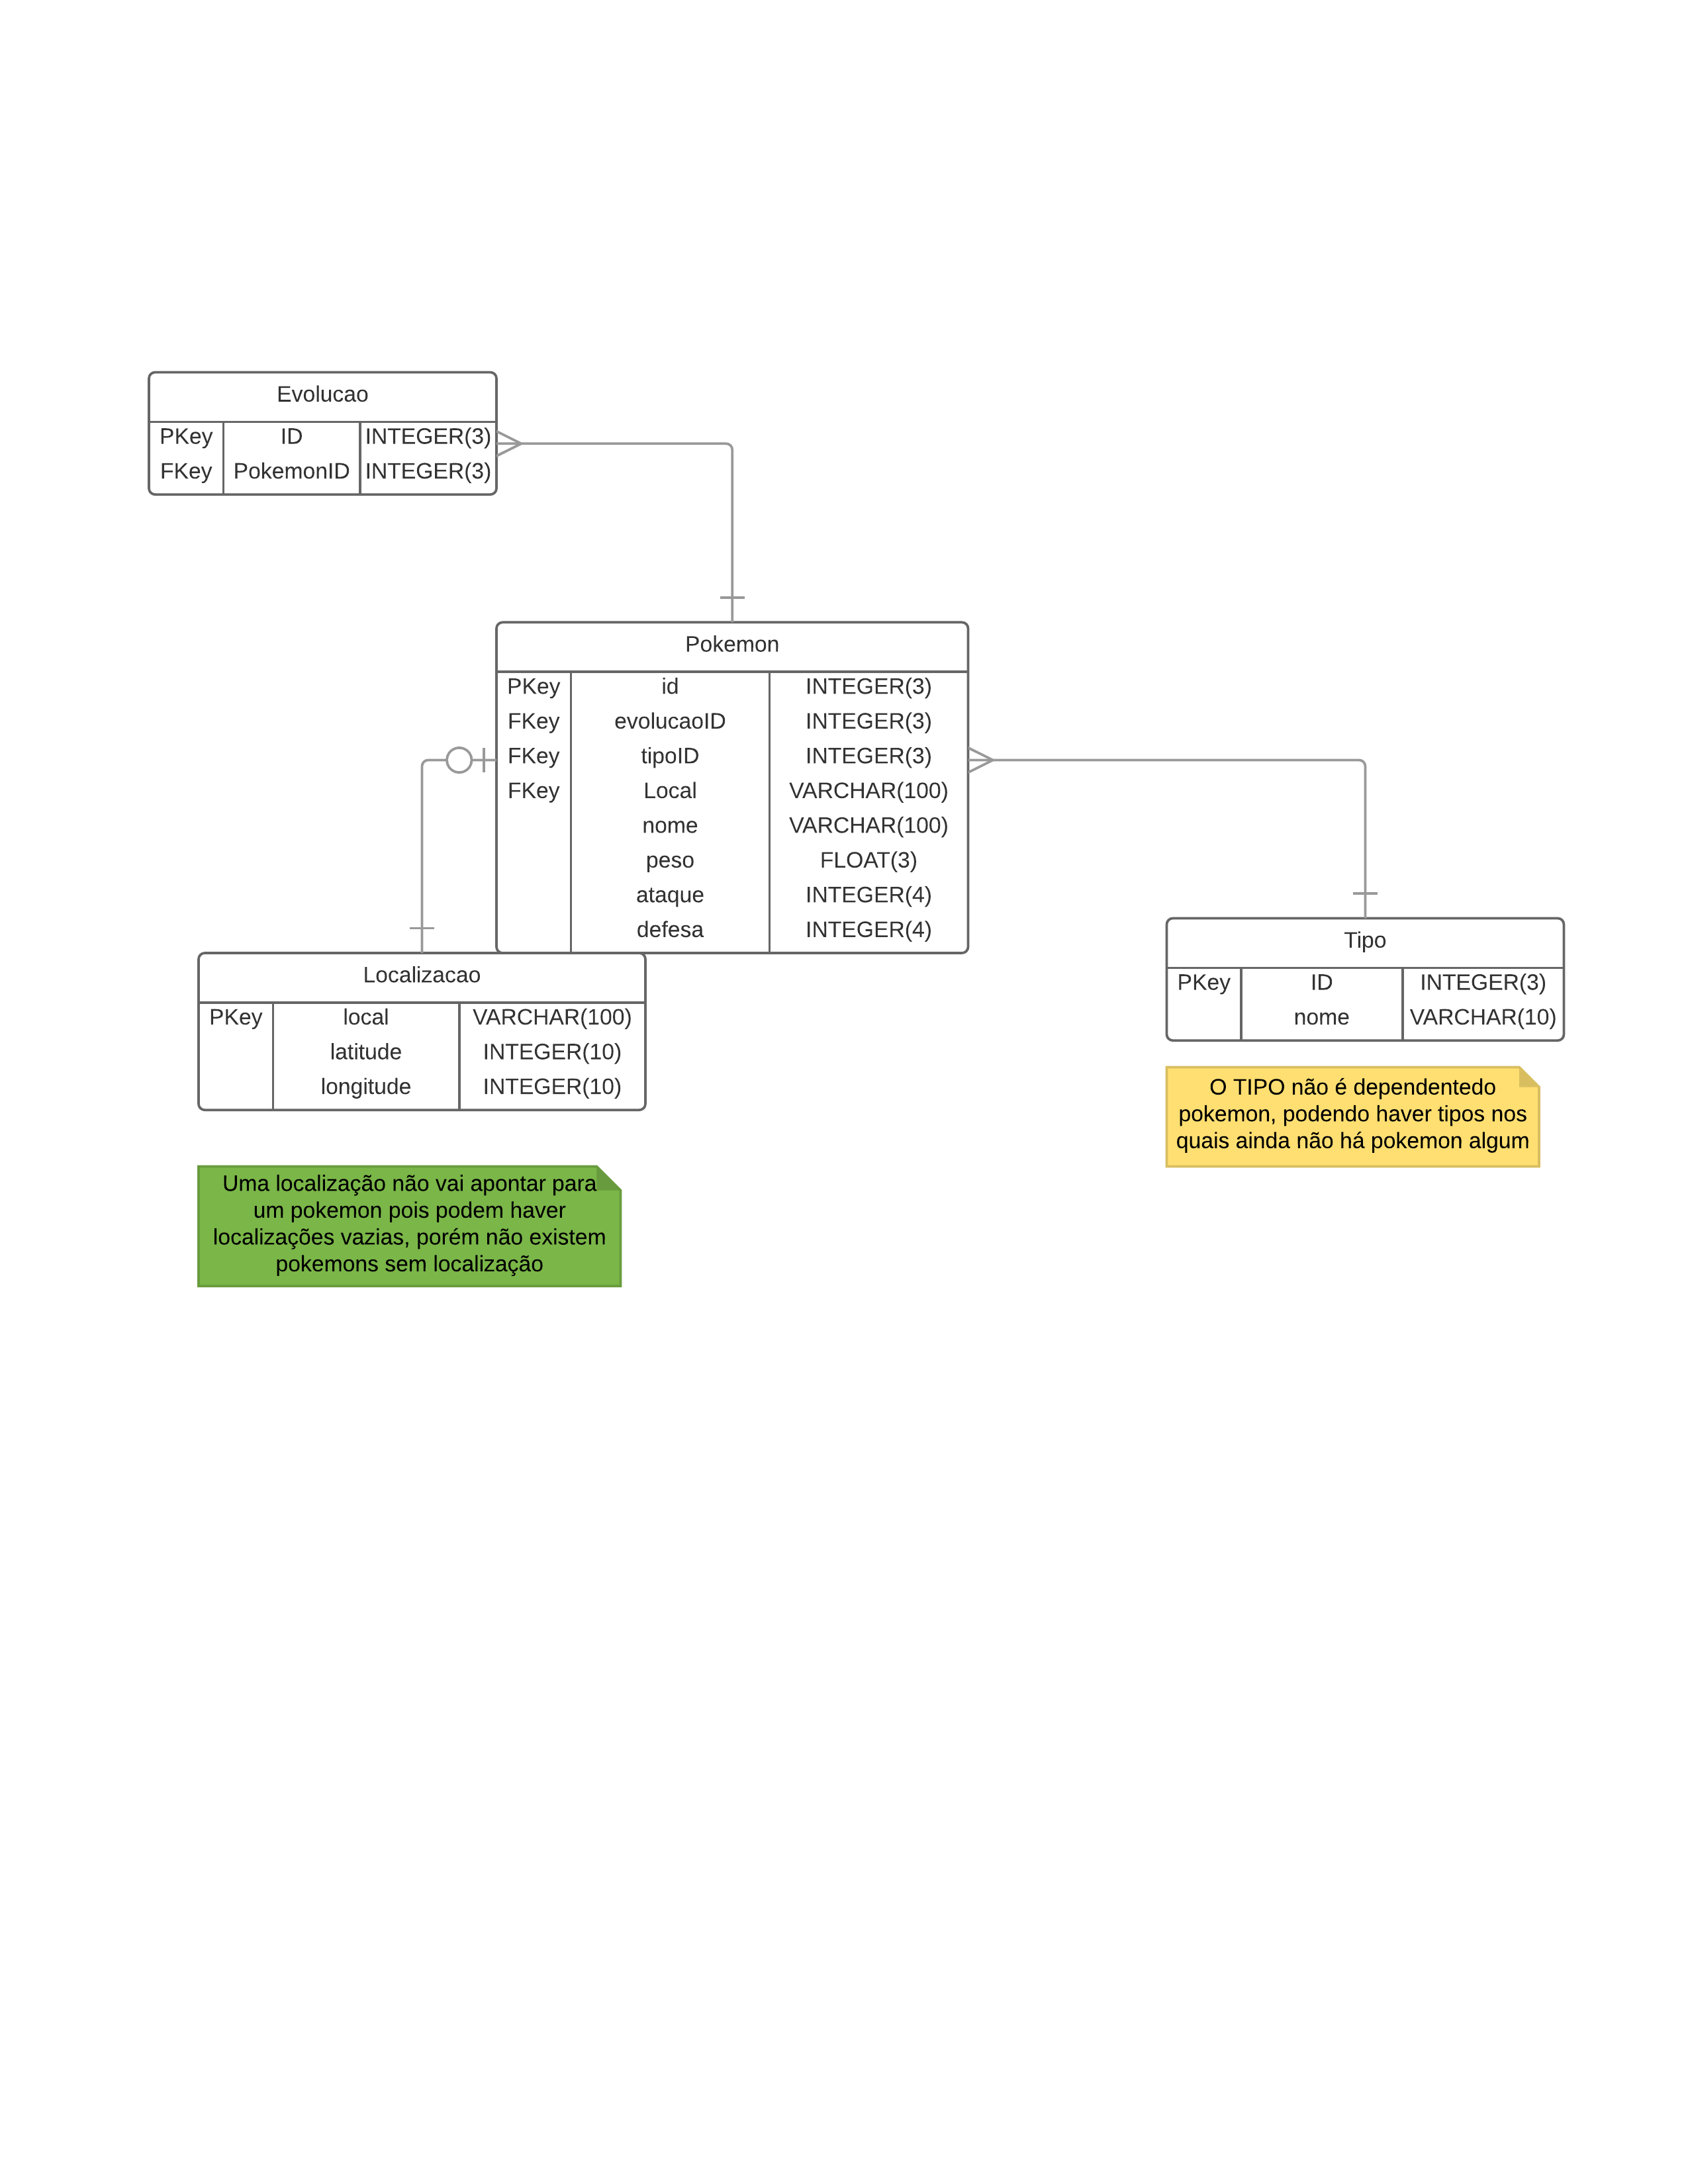 Evolucao
PKey ID INTEGER(3)
FKey PokemonID INTEGER(3)
Pokemon
PKey id INTEGER(3)
FKey evolucaoID INTEGER(3)
FKey tipoID INTEGER(3)
FKey Local VARCHAR(100)
nome VARCHAR(100)
peso FLOAT(3)
ataque INTEGER(4)
defesa INTEGER(4)
Localizacao
PKey local VARCHAR(100)
latitude INTEGER(10)
longitude INTEGER(10)
Tipo
PKey ID INTEGER(3)
nome VARCHAR(10)
O TIPO não é dependentedo
pokemon, podendo haver tipos nos
quais ainda não há pokemon algum
Uma localização não vai apontar para
um pokemon pois podem haver
localizações vazias, porém não existem
pokemons sem localização